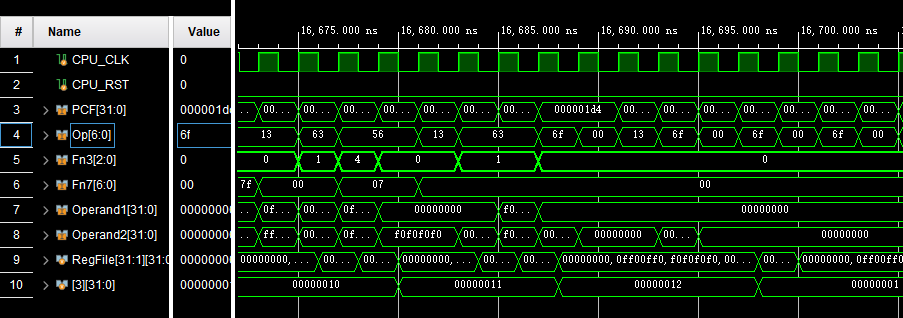 # Name Value 16,675.000 ns 16,680.000 ns 16,685.000 ns 16,690.000 ns 16,695.000 ns 16,700.000 ns
1 CPU_CLK 0
2 CPU_RST 0
3 PCF[31:0] 000001d 00... 00... 00... 00... 00... 00... 00... 000001d4 00... 00... 00... 00...
4 Op[6:0] 6f 13 63 56 13 63 6f 00 13 6f 00 6f 00
5 Fn3[2:0] 0 0 1 4 0 1 0
6 Fn7[6:0] 00 7f 00 07 00
7 Operand1[31:0] 00000000 0f... 00... 0f... 00000000 f0... 00000000
8 Operand2[31:0] 00000000 ff... 00... 0f... f0f0f0f0 00... f0... 00... 00000000 00... 00000000
9 RegFile[31:1][31:0 00000000 00000000,... 00... 00... 00000000,... 00... 00... 00000000, 0ff00ff0, f0f0f0f0, 00... 00... 00000000, 0ff00ff
10 [3][31:0] 00000001 00000010 00000011 00000012 00000001